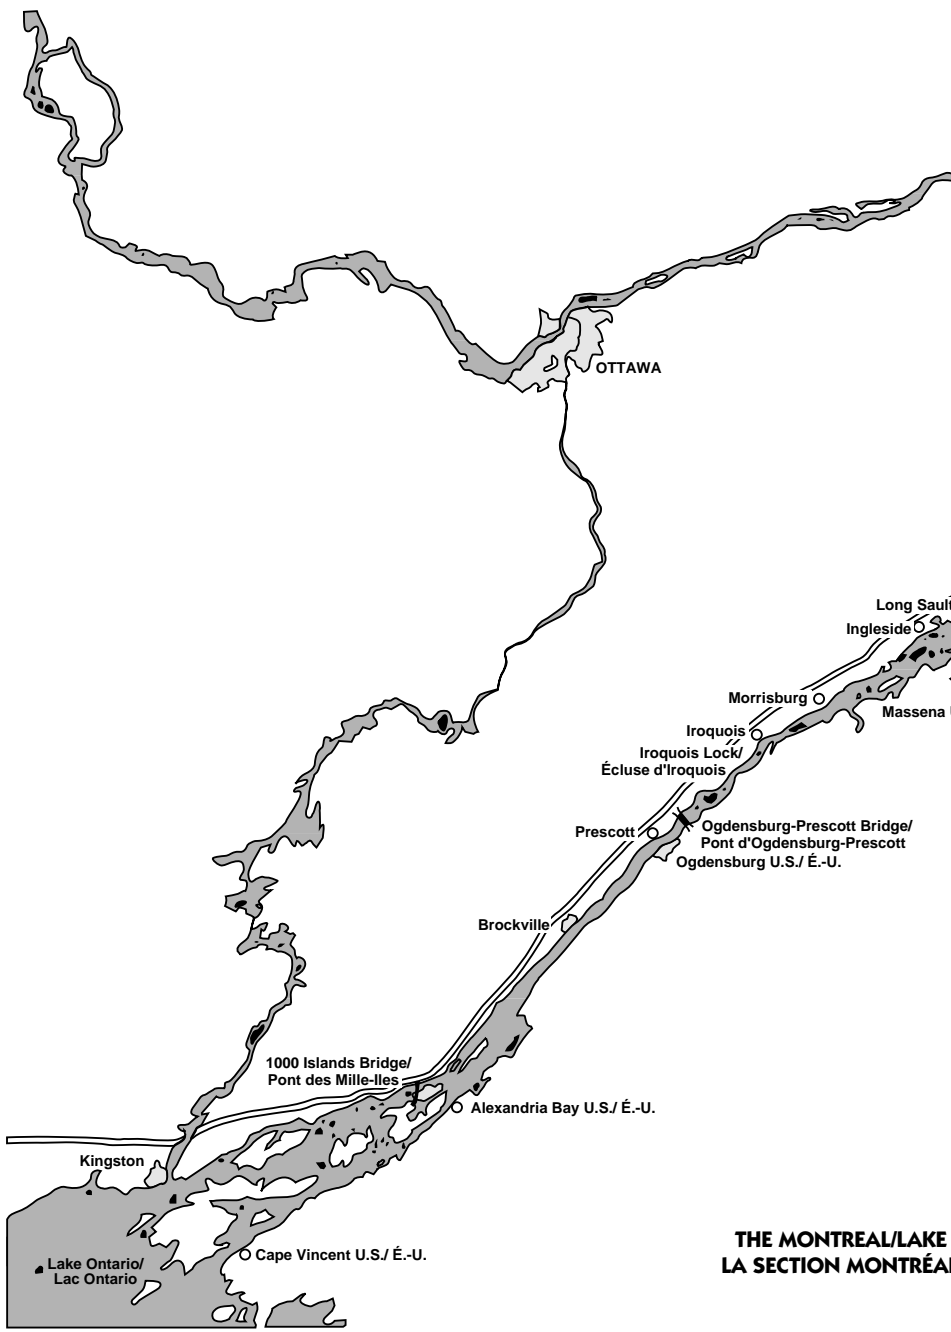 OTTAWA
Long Sault
Ingleside
Morrisburg
Massena
Iroquois
Iroquois Lock/
Écluse d'Iroquois
Prescott
Ogdensburg-Prescott Bridge/
Pont d'Ogdensburg-Prescott
Ogdensburg U.S./ É.-U.
Brockville
1000 Islands Bridge/
Pont des Mille-Iles
Alexandria Bay U.S./ É.-U.
Kingston
Cape Vincent U.S./ É.-U.
Lake Ontario/
Lac Ontario
THE MONTREAL/LAKE
LA SECTION MONTRÉAL